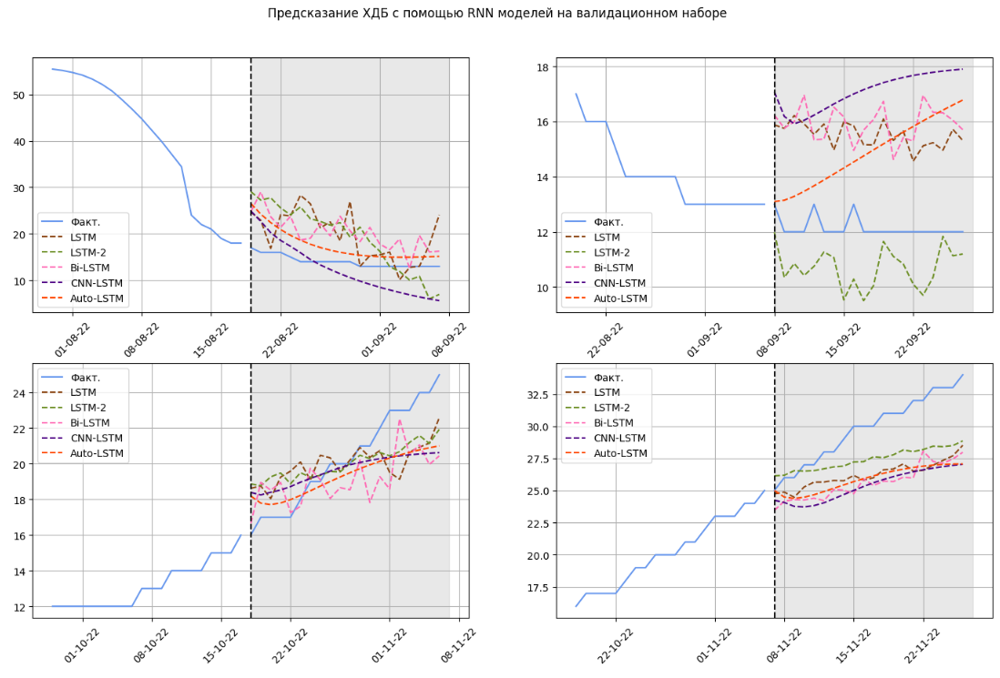 Предсказание ХДБ с помощью RNN моделей на валидационном наборе
50
40
30
20
10
Факт.
LSTM
LSTM-2
Bi-LSTM
CNN-LSTM
Auto-LSTM
01-08-22
08-08-22
15-08-22
22-08-22
01-09-22
08-09-22
18
16
14
12
10
Факт.
LSTM
LSTM-2
Bi-LSTM
CNN-LSTM
Auto-LSTM
22-08-22
01-09-22
08-09-22
15-09-22
22-09-22
24
22
20
18
16
14
12
Факт.
LSTM
LSTM-2
Bi-LSTM
CNN-LSTM
Auto-LSTM
01-10-22
08-10-22
15-10-22
22-10-22
01-11-22
08-11-22
32.5
30.0
27.5
25.0
22.5
20.0
17.5
Факт.
LSTM
LSTM-2
Bi-LSTM
CNN-LSTM
Auto-LSTM
22-10-22
01-11-22
08-11-22
15-11-22
22-11-22